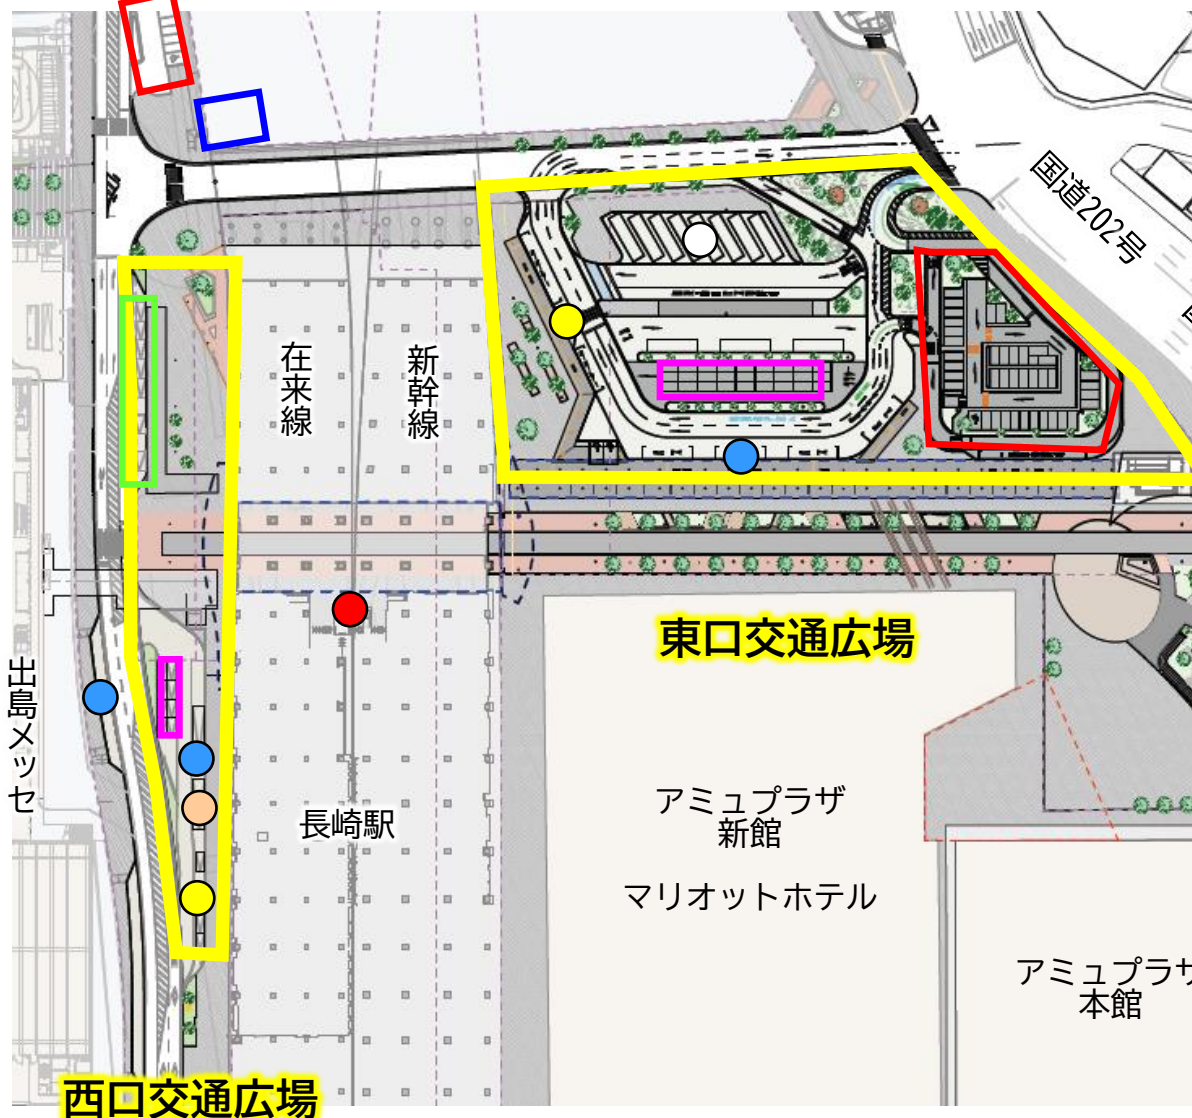 国道202号
在来線
新幹線
東口交通広場
出島メッセ
長崎駅
アミュプラザ
新館
マリオットホテル
アミュプラザ
本館
西口交通広場